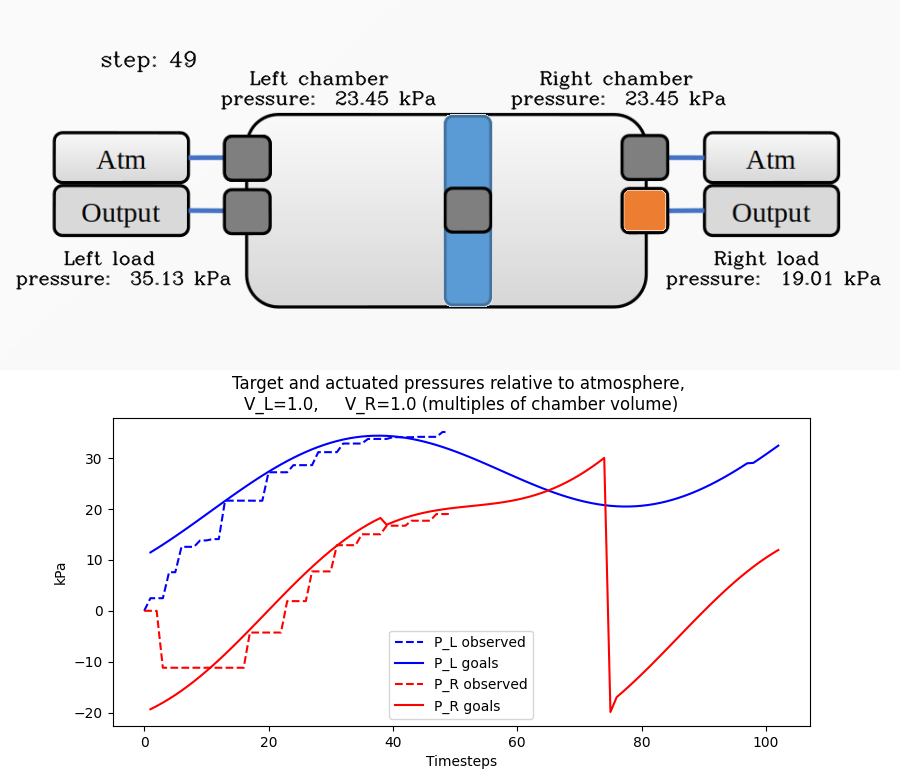 step: 49
Left chamber
pressure: 23.45 kPa
Right chamber
pressure: 23.45 kPa
Atm
Output
Atm
Output
Left load
pressure: 35.13 kPa
Right load
pressure: 19.01 kPa
Target and actuated pressures relative to atmosphere,
V_L=1.0, V_R=1.0 (multiples of chamber volume)
kPa
30
20
10
0
−10
−20
P_L observed
P_L goals
P_R observed
P_R goals
0 20 40 60 80 100
Timesteps